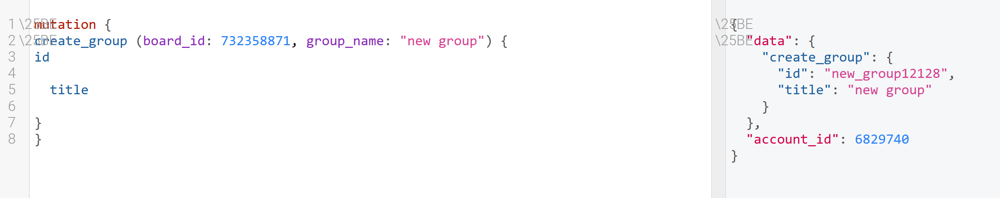 1 \25BE mutation {
2 \25BE create_group (board_id: 732358871, group_name: "new group") {
3 id
4
5 title
6
7 }
8 }
\25BE {
\25BE "data": {
"create_group": {
"id": "new_group12128",
"title": "new group"
}
},
"account_id": 6829740
}